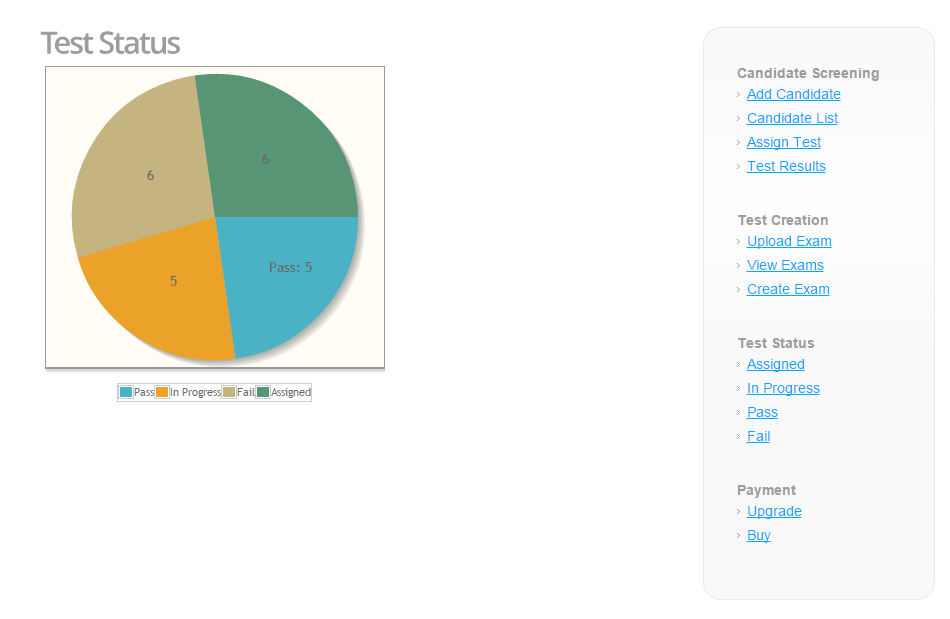 Test Status
6
6
Pass: 5
5
Pass In Progress Fail Assigned
Candidate Screening
Add Candidate
Candidate List
Assign Test
Test Results
Test Creation
Upload Exam
View Exams
Create Exam
Test Status
Assigned
In Progress
Pass
Fail
Payment
Upgrade
Buy